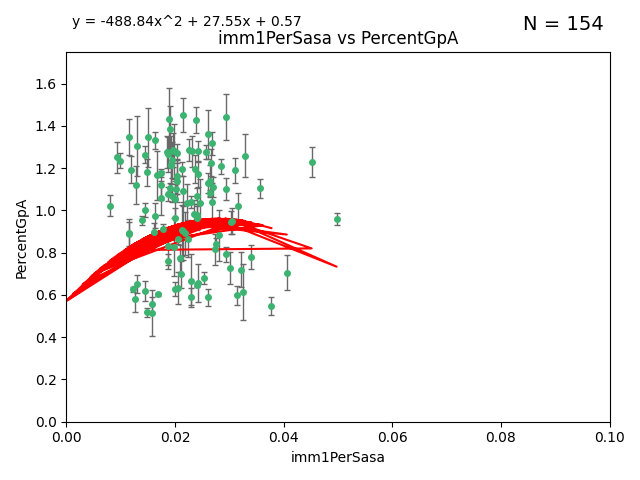 y = -488.84x^2 + 27.55x + 0.57
N = 154
imm1PerSasa vs PercentGpA
PercentGpA
1.6
1.4
1.2
1.0
0.8
0.6
0.4
0.2
0.0
0.00 0.02 0.04 0.06 0.08 0.10
imm1PerSasa